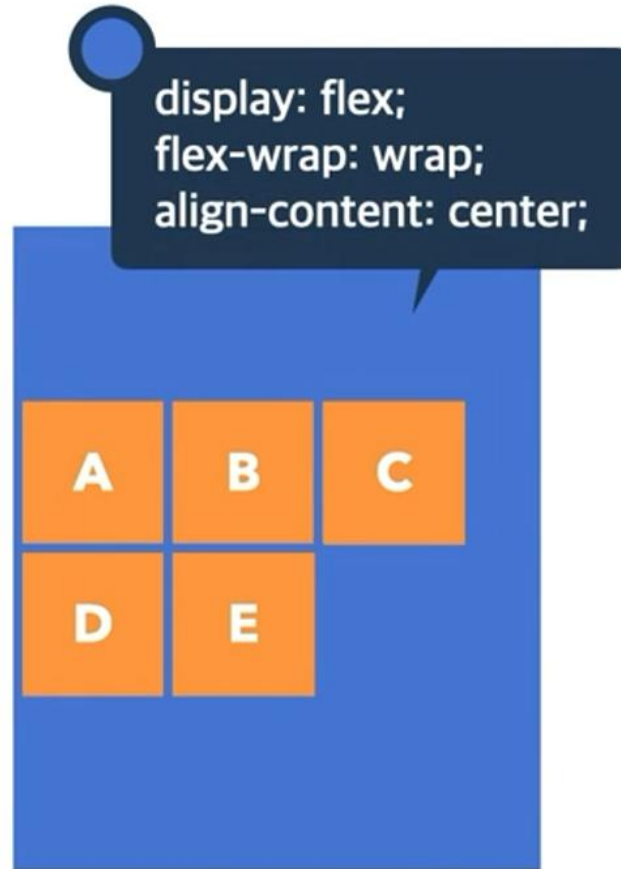 display: flex;
flex-wrap: wrap;
align-content: center;
A B C
D E